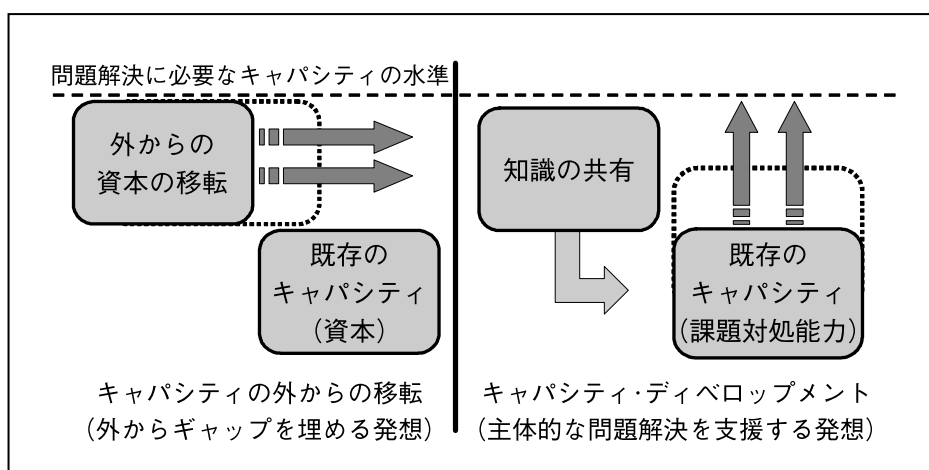 問題解決に必要なキャパシティの水準
外からの
資本の移転
既存の
キャパシティ
（資本）
キャパシティの外からの移転
（外からギャップを埋める発想）
知識の共有
既存の
キャパシティ
（課題対処能力）
キャパシティ・ディベロップメント
（主体的な問題解決を支援する発想）